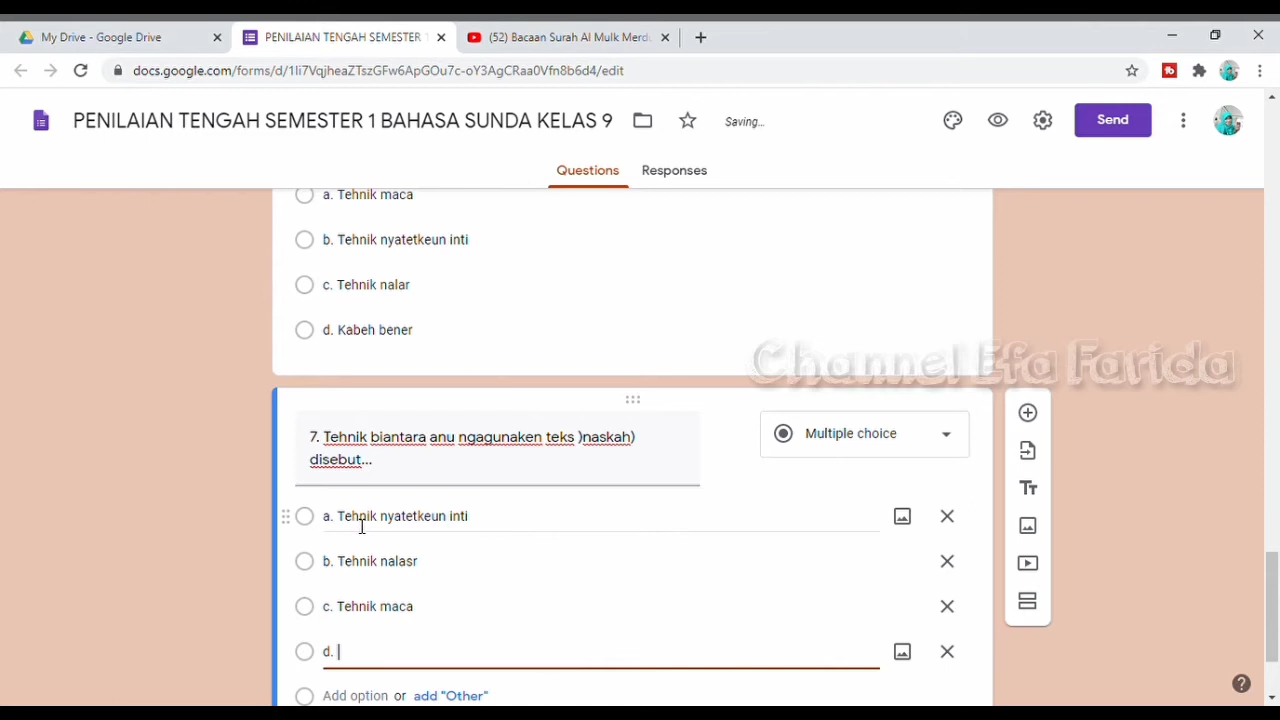 My Drive - Google Drive
PENILAIAN TENGAH SEMESTER 1
(52) Bacaan Surah Al Mulk Merdu
docs.google.com/forms/d/1Ii7VqjheaZTszGFw6ApGOu7c-oY3AgCRaa0Vfn8b6d4/edit
PENILAIAN TENGAH SEMESTER 1 BAHASA SUNDA KELAS 9
Saving...
Send
Questions
Responses
a. Tehnik maca
b. Tehnik nyatetkeun inti
c. Tehnik nalar
d. Kabeh bener
Channel Efa Farida
7. Tehnik biantara anu ngagunaken teks )naskah)
disebut...
Multiple choice
a. Tehnik nyatetkeun inti
b. Tehnik nalasr
c. Tehnik maca
d.
Add option or add "Other"